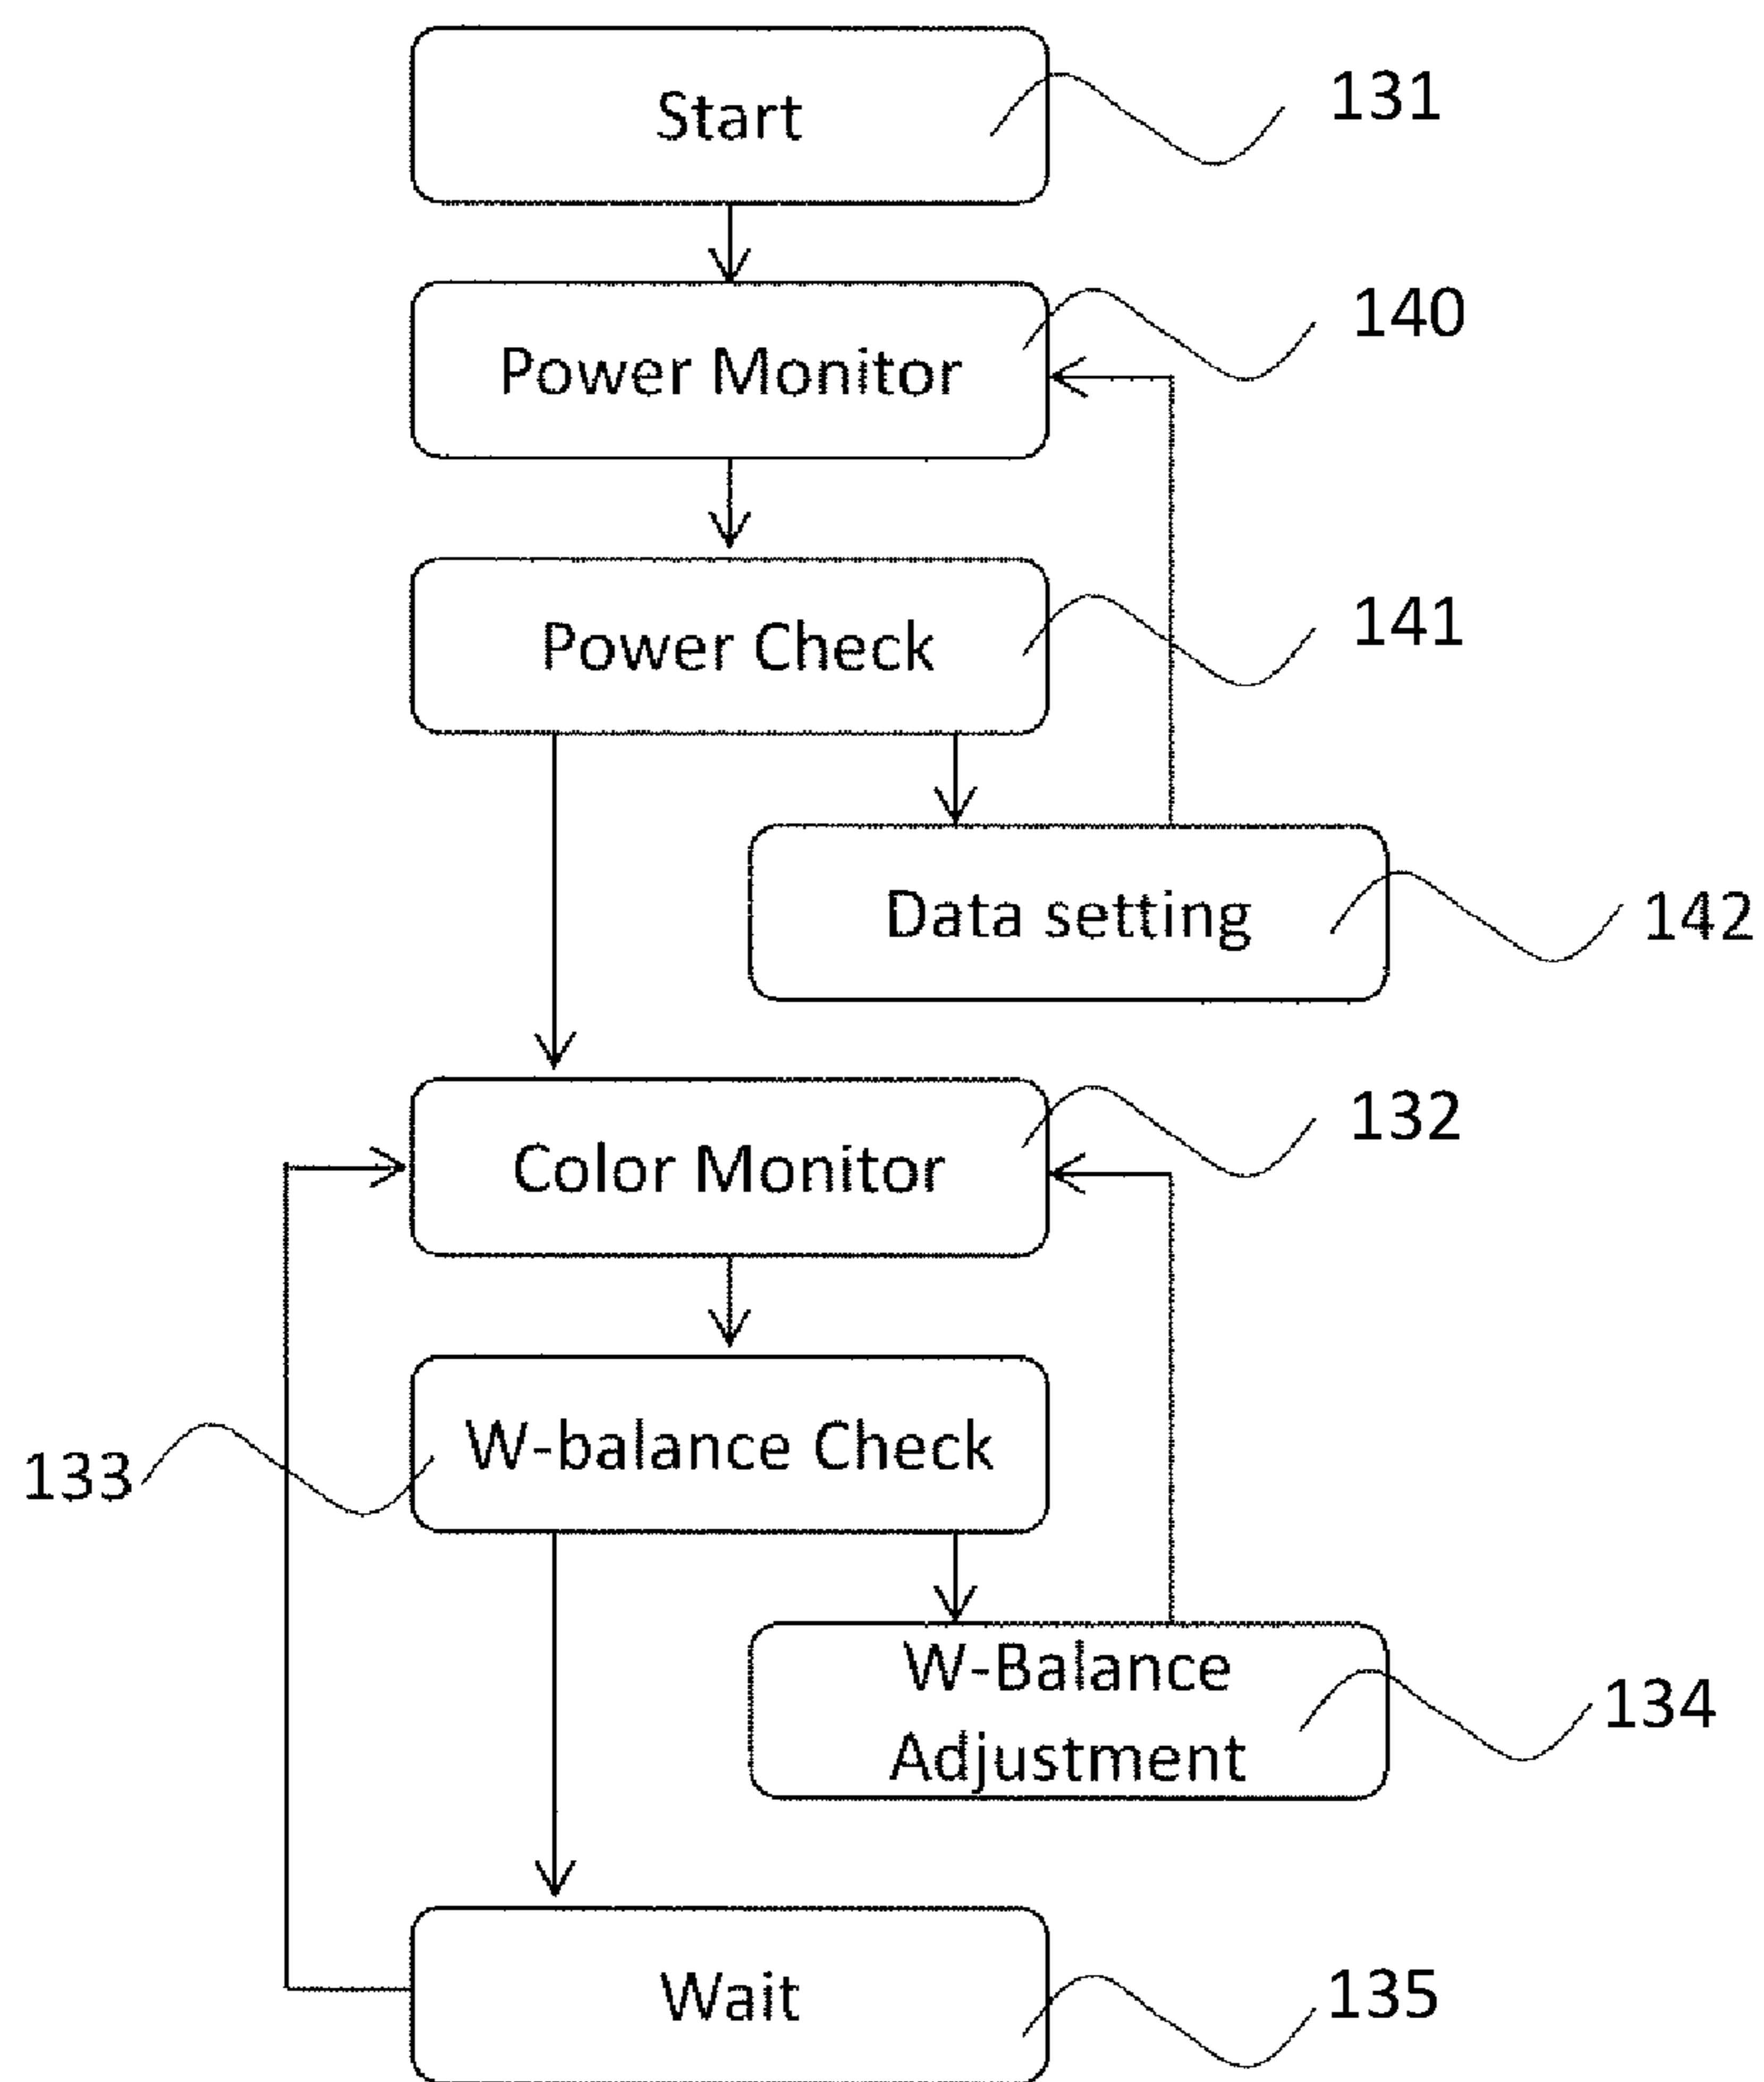 Start
131
Power Monitor
140
Power Check
141
Data setting
142
Color Monitor
132
W-balance Check
133
W-Balance
Adjustment
134
Wait
135